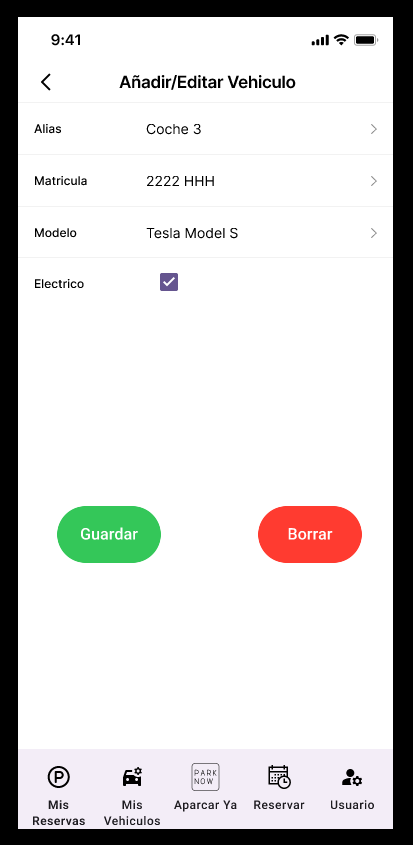 9:41
Añadir/Editar Vehiculo
Alias Coche 3
Matricula 2222 HHH
Modelo Tesla Model S
Electrico
Guardar Borrar
P
PARK
NOW
Mis Reservas
Mis Vehiculos
Aparcar Ya
Reservar
Usuario